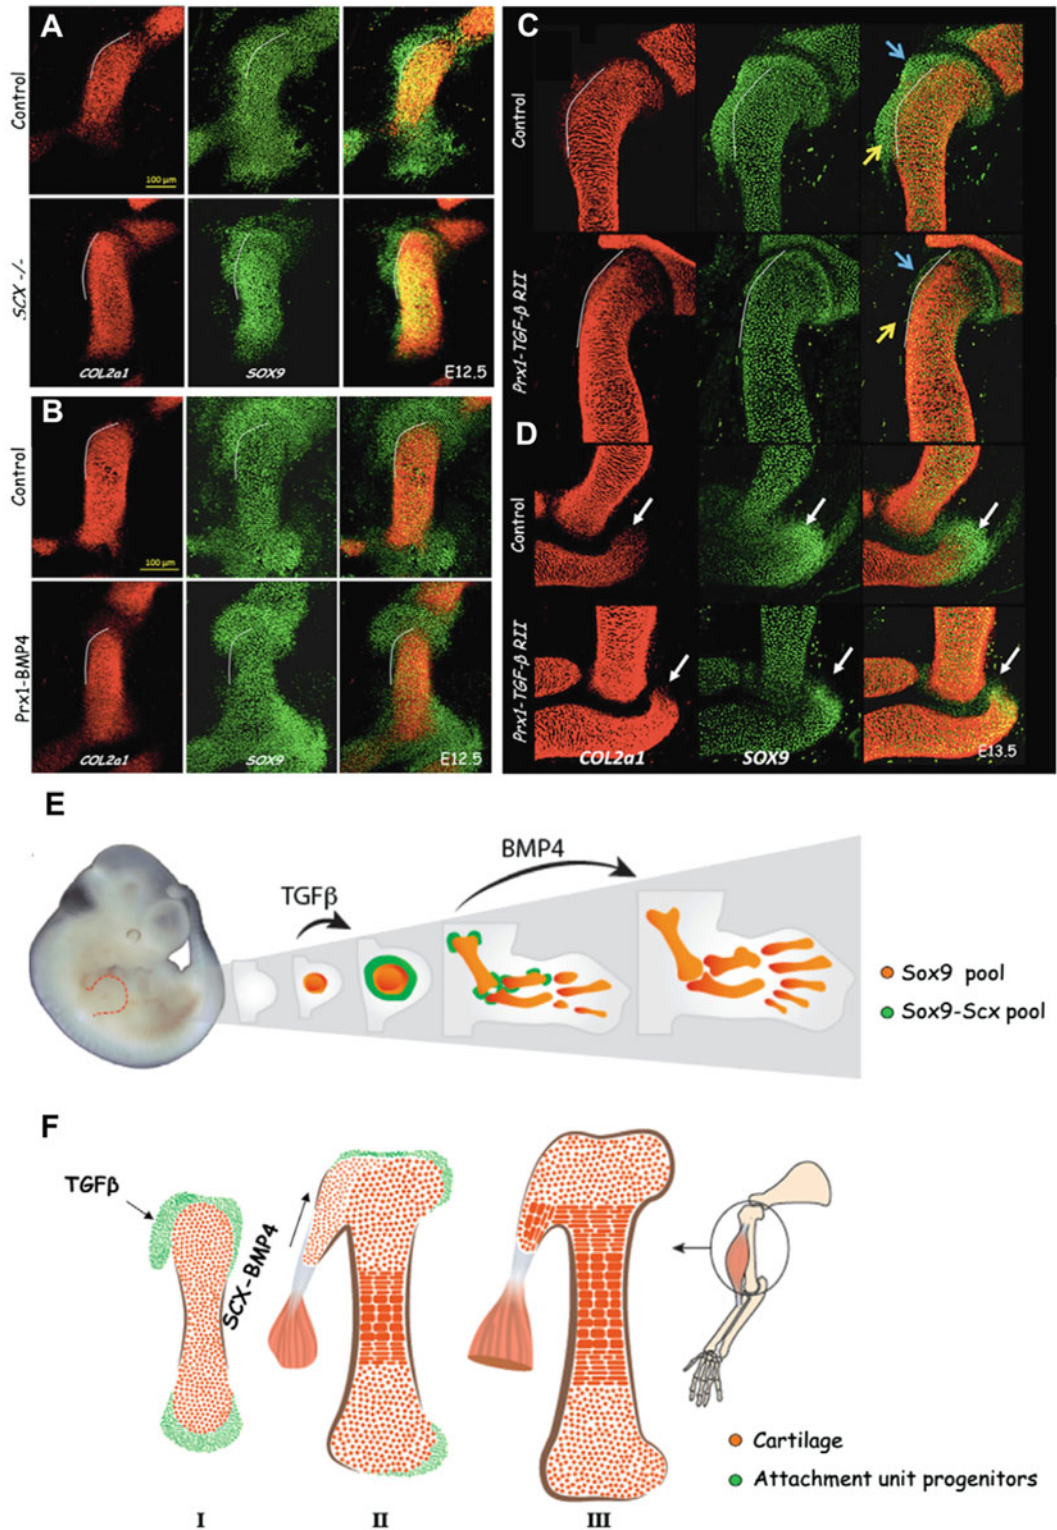 A
Control
100 µm
SCX -/-
COL2a1
SOX9
E12.5
B
Control
100 µm
Prx1-BMP4
COL2a1
SOX9
E12.5
C
Control
Prx1-TGF-β RII
D
Control
Prx1-TGF-β RII
COL2a1
SOX9
E13.5
E
TGFβ
BMP4
Sox9 pool
Sox9-Scx pool
F
TGFβ
SCX-BMP4
Cartilage
Attachment unit progenitors
I
II
III